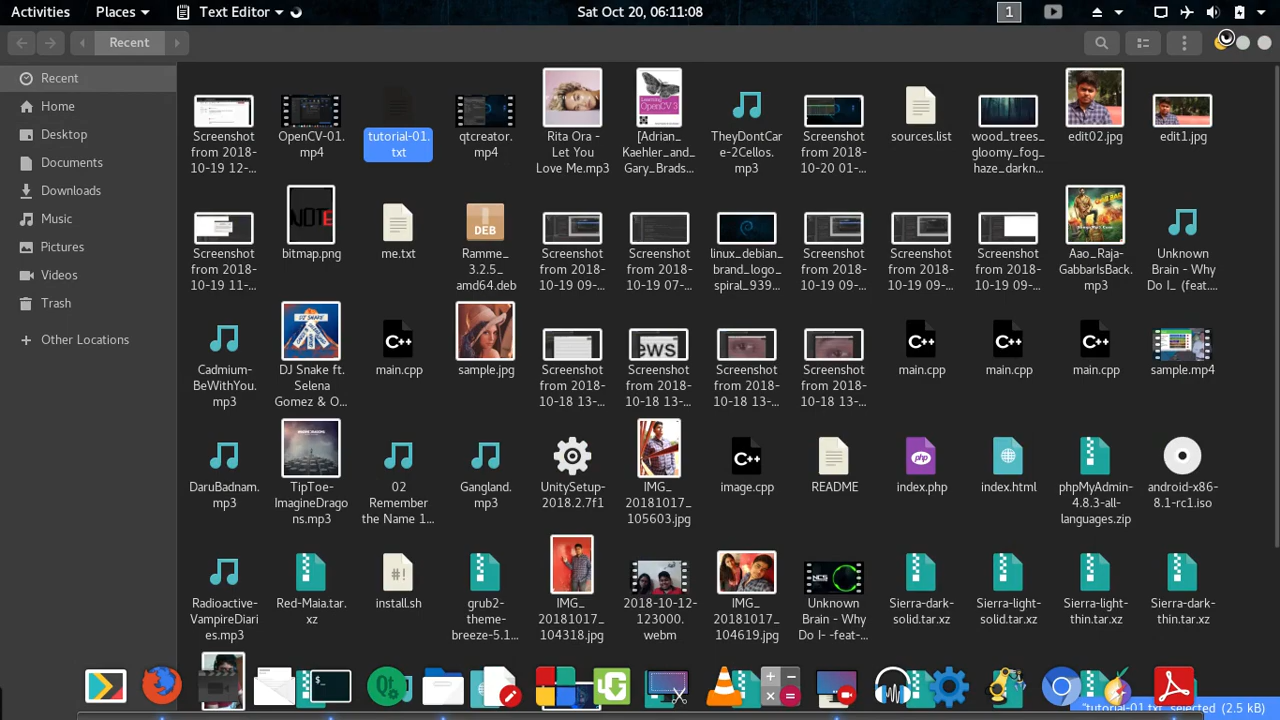 Activities Places Text Editor Sat Oct 20, 06:11:08 1
Recent
Recent
Home
Desktop
Documents
Downloads
Music
Pictures
Videos
Trash
Other Locations
Screenshot
from 2018-
10-19 12-...
OpenCV-01.
mp4
tutorial-01.
txt
qtcreator.
mp4
Rita Ora -
Let You
Love Me.mp3
[Adrian_
Kaehler_and_
Gary_Brads...
TheyDontCar
e-2Cellos.
mp3
Screenshot
from 2018-
10-20 01-...
sources.list
wood_trees_
gloomy_fog_
haze_darkn...
edit02.jpg
edit1.jpg
Screenshot
from 2018-
10-19 11-...
NOTE
bitmap.png
me.txt
DEB
Ramme_
3.2.5_
amd64.deb
Screenshot
from 2018-
10-19 09-...
Screenshot
from 2018-
10-19 07-...
linux_debian_
brand_logo_
spiral_939...
Screenshot
from 2018-
10-19 09-...
Screenshot
from 2018-
10-19 09-...
Screenshot
from 2018-
10-19 09-...
Aao_Raja-
GabbarIsBack.
mp3
Unknown
Brain - Why
Do I_ (feat....
Cadmium-
BeWithYou.
mp3
DJ Snake ft.
Selena
Gomez & O...
C++
main.cpp
sample.jpg
Screenshot
from 2018-
10-18 13-...
ews
Screenshot
from 2018-
10-18 13-...
Screenshot
from 2018-
10-18 13-...
Screenshot
from 2018-
10-18 13-...
C++
main.cpp
C++
main.cpp
C++
main.cpp
sample.mp4
DaruBadnam.
mp3
TipToe-
ImagineDrago
ns.mp3
02
Remember
the Name 1...
Gangland.
mp3
UnitySetup-
2018.2.7f1
IMG_
20181017_
105603.jpg
C++
image.cpp
README
php
index.php
index.html
phpMyAdmin-
4.8.3-all-
languages.zip
android-x86-
8.1-rc1.iso
Radioactive-
VampireDiari
es.mp3
Red-Maia.tar.
xz
#!
install.sh
grub2-
theme-
breeze-5.1...
IMG_
20181017_
104318.jpg
2018-10-12-
123000.
webm
IMG_
20181017_
104619.jpg
NCS
Unknown
Brain - Why
Do I- -feat-...
Sierra-dark-
solid.tar.xz
Sierra-light-
solid.tar.xz
Sierra-light-
thin.tar.xz
Sierra-dark-
thin.tar.xz
$_
Qt
"tutorial-01.txt" selected (2.5 kB)